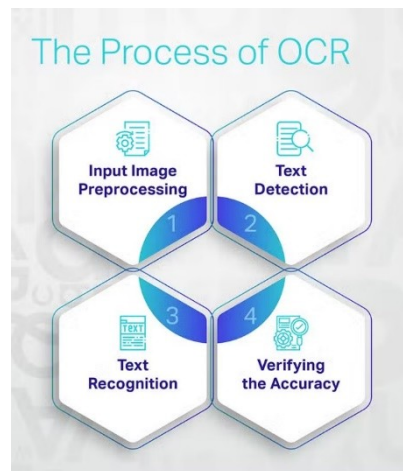 The Process of OCR
Input Image
Preprocessing
1
Text
Detection
2
3
TEXT
Text
Recognition
4
Verifying
the Accuracy